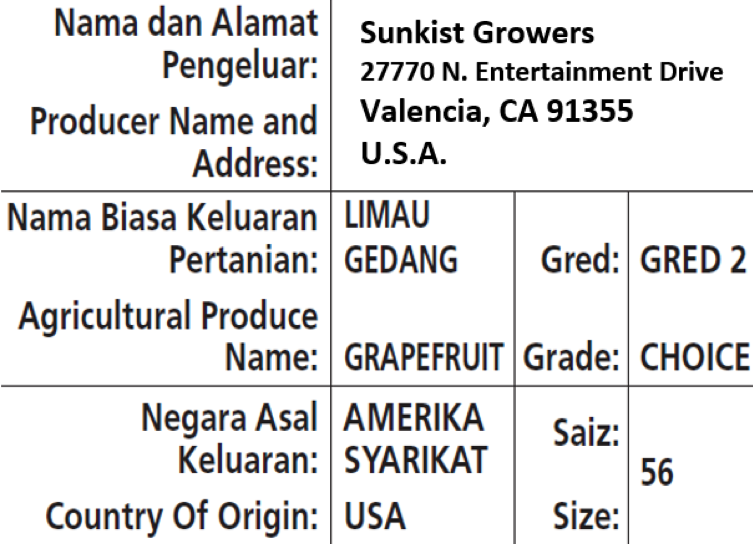 Nama dan Alamat
Pengeluar:
Producer Name and
Address:
Sunkist Growers
27770 N. Entertainment Drive
Valencia, CA 91355
U.S.A.
Nama Biasa Keluaran
Pertanian:
LIMAU
GEDANG
Gred: GRED 2
Agricultural Produce
Name:
GRAPEFRUIT
Grade: CHOICE
Negara Asal
Keluaran:
AMERIKA
SYARIKAT
Saiz:
56
Country Of Origin: USA
Size: